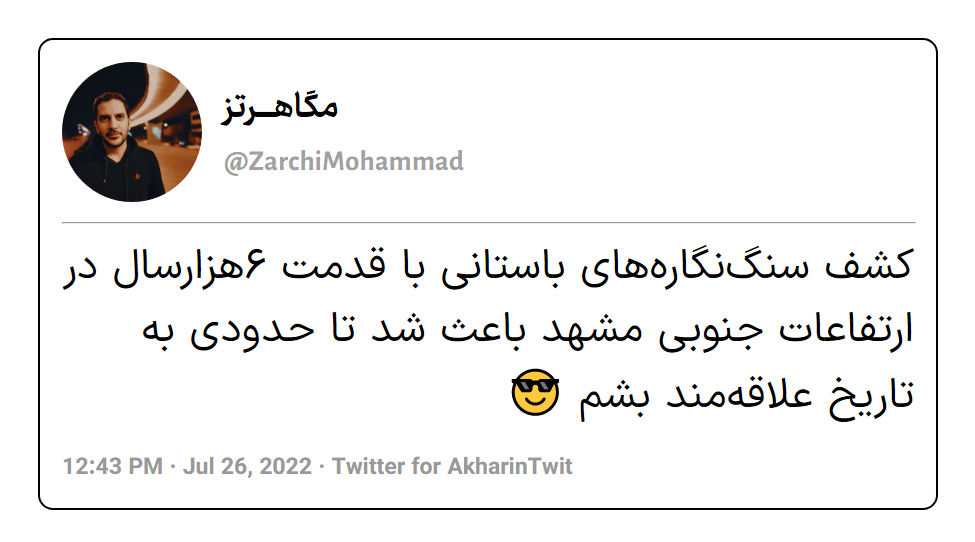 مگاهــرتز
@ZarchiMohammad
کشف سنگ‌نگاره‌های باستانی با قدمت ۶هزارسال در
ارتفاعات جنوبی مشهد باعث شد تا حدودی به
تاریخ علاقه‌مند بشم 😎
12:43 PM · Jul 26, 2022 · Twitter for AkharinTwit